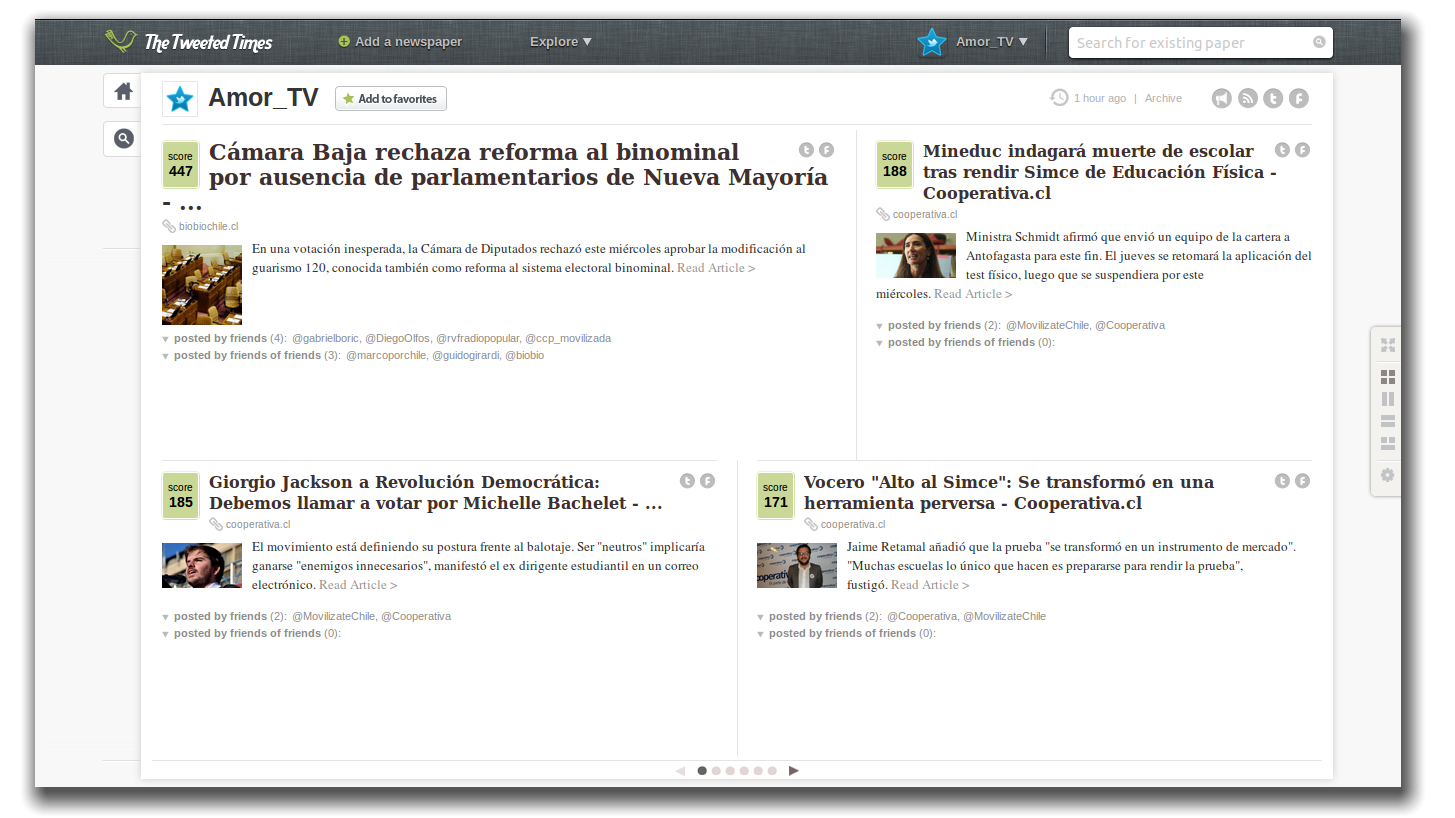 The Tweeted Times
Add a newspaper
Explore
Amor_TV
Search for existing paper
Amor_TV
Add to favorites
1 hour ago | Archive
score
447
Cámara Baja rechaza reforma al binominal
por ausencia de parlamentarios de Nueva Mayoría
- ...
biobiochile.cl
En una votación inesperada, la Cámara de Diputados rechazó este miércoles aprobar la modificación al
guarismo 120, conocida también como reforma al sistema electoral binominal. Read Article >
posted by friends (4): @gabrielboric, @DiegoOlfos, @rvfradiopopular, @ccp_movilizada
posted by friends of friends (3): @marcoporchile, @guidogirardi, @biobio
score
188
Mineduc indagará muerte de escolar
tras rendir Simce de Educación Física -
Cooperativa.cl
cooperativa.cl
Ministra Schmidt afirmó que envió un equipo de la cartera a
Antofagasta para este fin. El jueves se retomará la aplicación del
test físico, luego que se suspendiera por este
miércoles. Read Article >
posted by friends (2): @MovilizateChile, @Cooperativa
posted by friends of friends (0):
score
185
Giorgio Jackson a Revolución Democrática:
Debemos llamar a votar por Michelle Bachelet - ...
cooperativa.cl
El movimiento está definiendo su postura frente al balotaje. Ser "neutros" implicaría
ganarse "enemigos innecesarios", manifestó el ex dirigente estudiantil en un correo
electrónico. Read Article >
posted by friends (2): @MovilizateChile, @Cooperativa
posted by friends of friends (0):
score
171
Vocero "Alto al Simce": Se transformó en una
herramienta perversa - Cooperativa.cl
cooperativa.cl
Jaime Retamal añadió que la prueba "se transformó en un instrumento de mercado".
"Muchas escuelas lo único que hacen es prepararse para rendir la prueba",
fustigó. Read Article >
posted by friends (2): @Cooperativa, @MovilizateChile
posted by friends of friends (0):